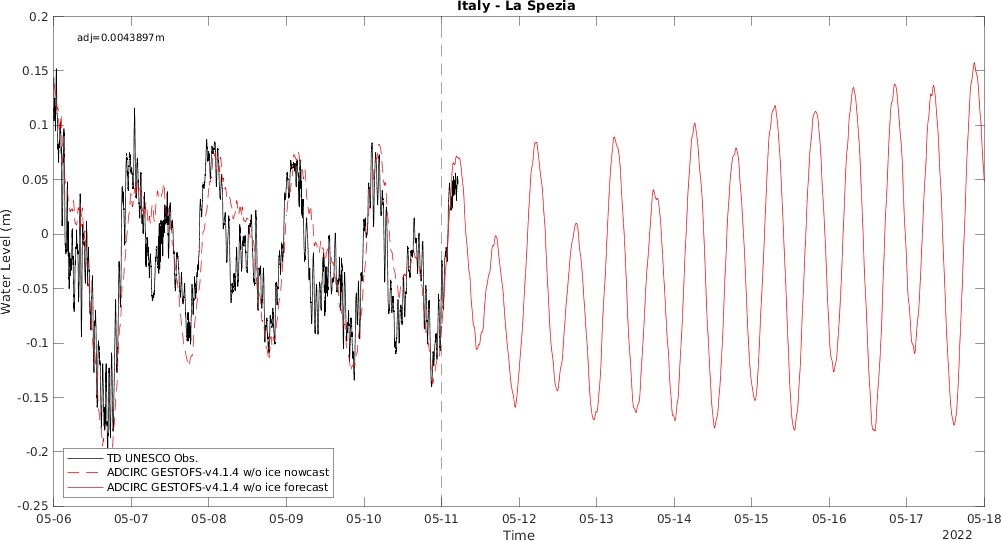 Italy - La Spezia
adj=0.0043897m
0.2
0.15
0.1
0.05
0
-0.05
-0.1
-0.15
-0.2
-0.25
Water Level (m)
TD UNESCO Obs.
ADCIRC GESTOFS-v4.1.4 w/o ice nowcast
ADCIRC GESTOFS-v4.1.4 w/o ice forecast
05-06 05-07 05-08 05-09 05-10 05-11 05-12 05-13 05-14 05-15 05-16 05-17 05-18
Time
2022